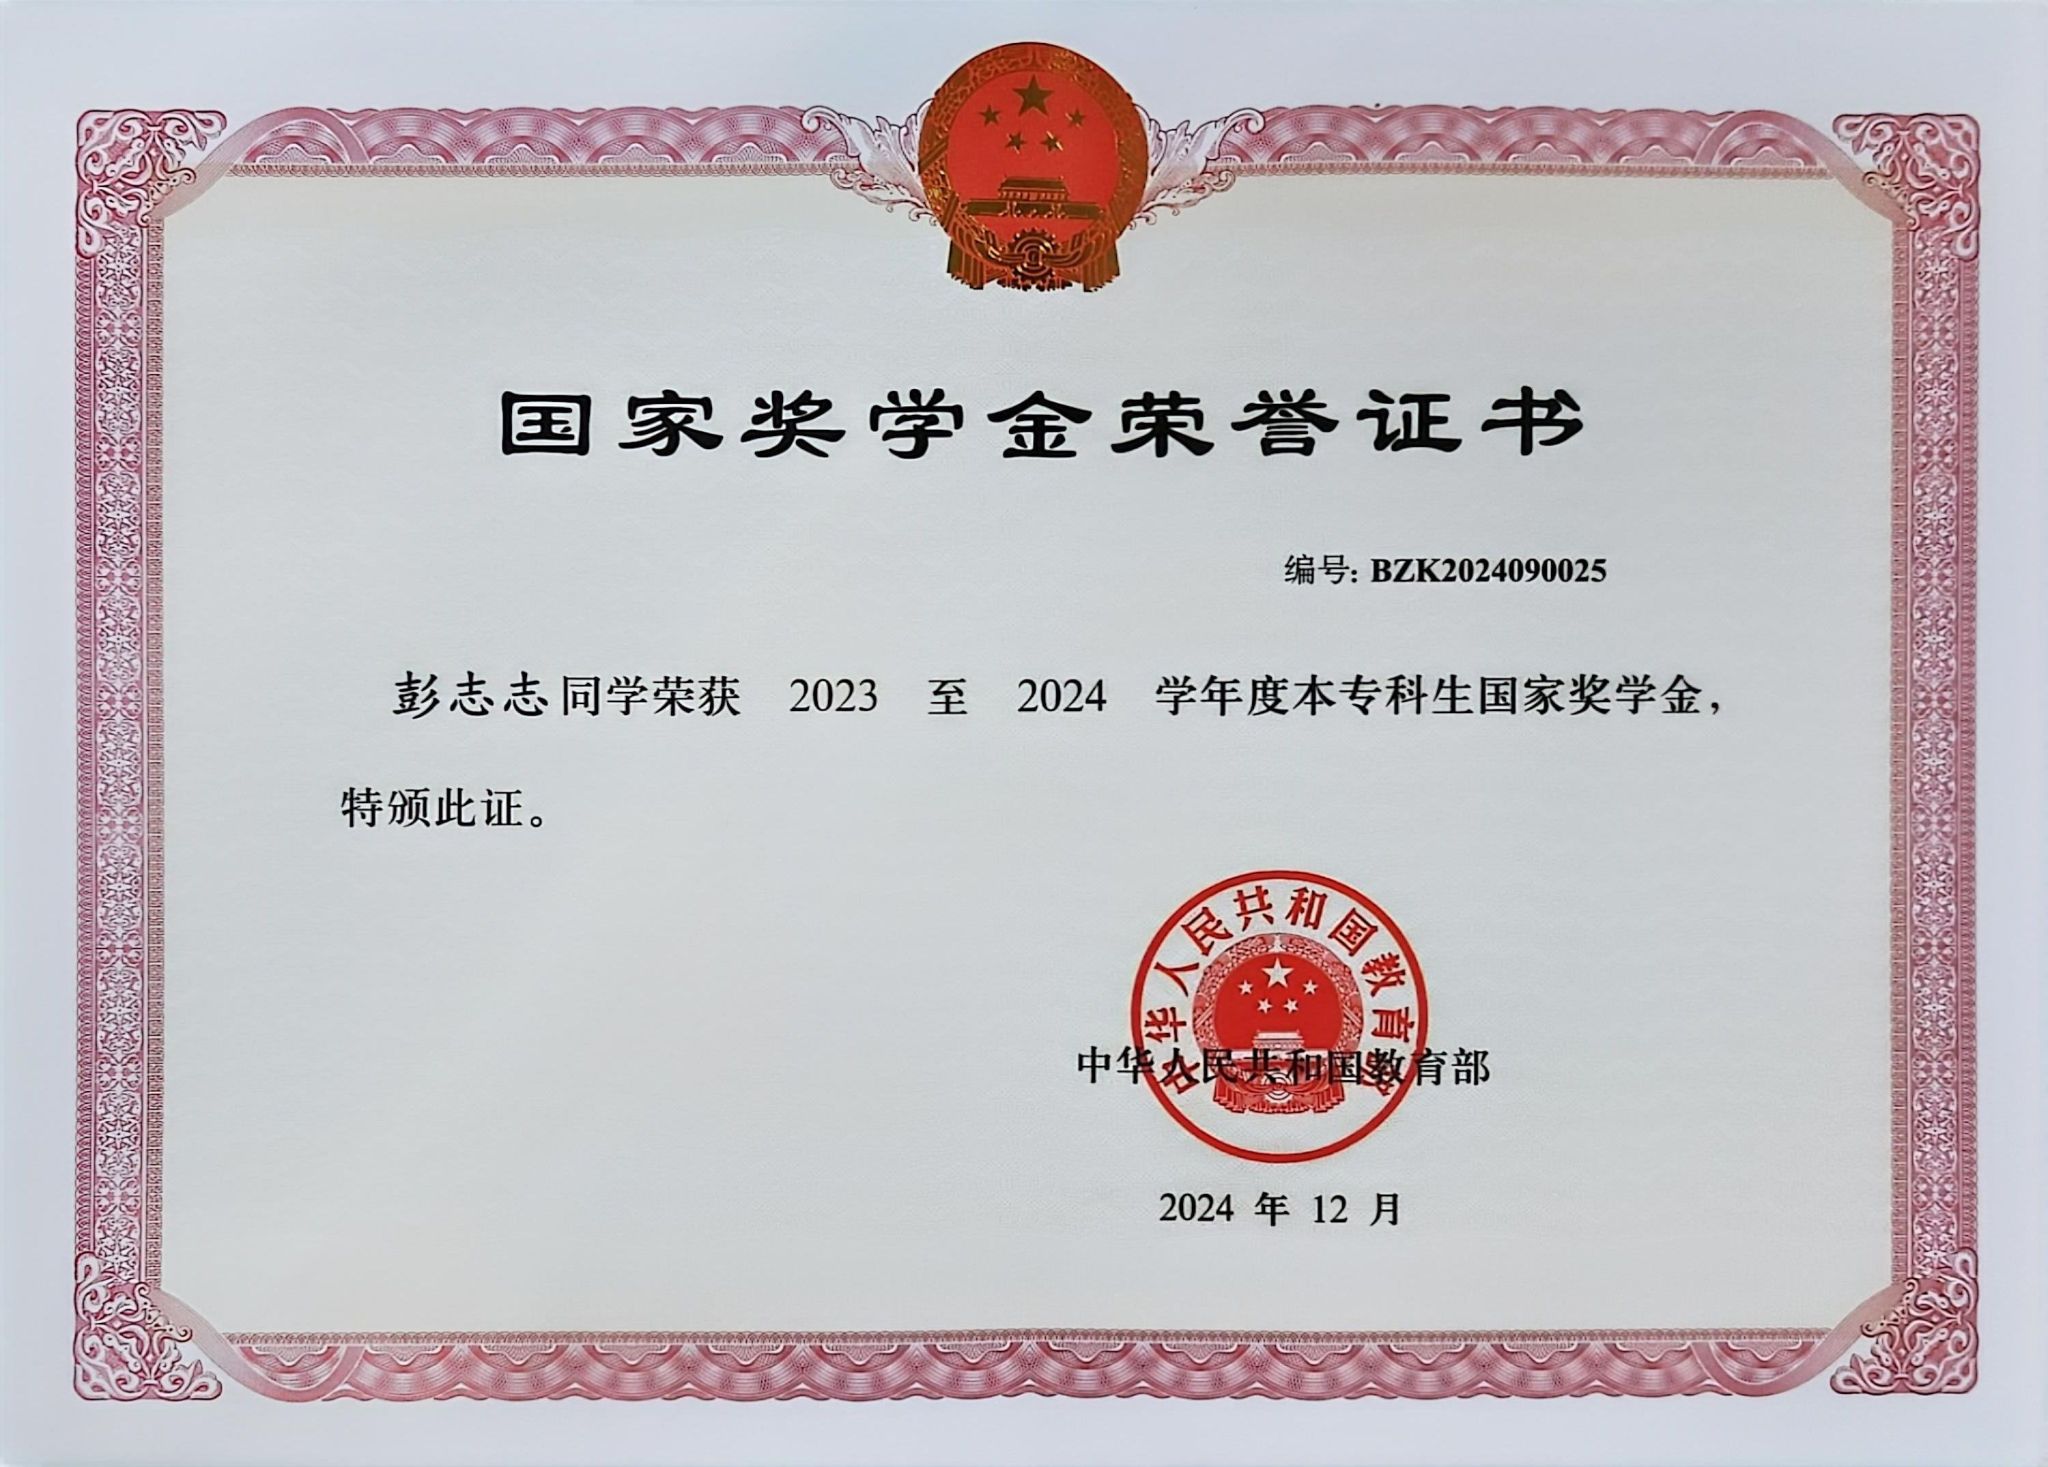 国家奖学金荣誉证书
编号: BZK2024090025
彭志志同学荣获 2023 至 2024 学年度本专科生国家奖学金，
特颁此证。
中华人民共和国教育部
中华人民共和国教育部
2024 年 12 月